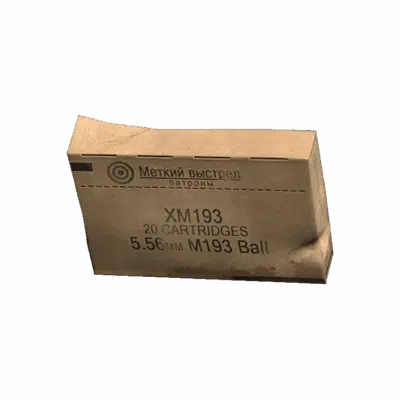 Меткий выстрел
патроны
XM193
20 CARTRIDGES
5.56мм M193 Ball